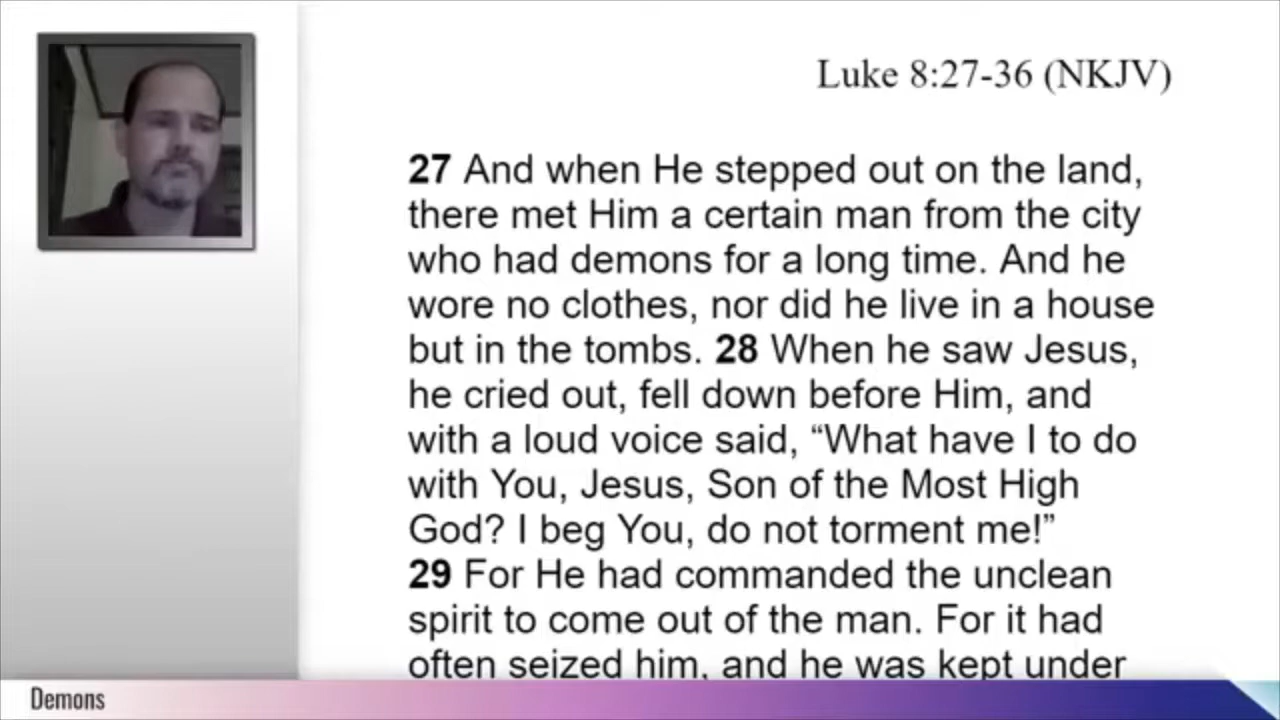 Luke 8:27-36 (NKJV)
27 And when He stepped out on the land,
there met Him a certain man from the city
who had demons for a long time. And he
wore no clothes, nor did he live in a house
but in the tombs. 28 When he saw Jesus,
he cried out, fell down before Him, and
with a loud voice said, “What have I to do
with You, Jesus, Son of the Most High
God? I beg You, do not torment me!”
29 For He had commanded the unclean
spirit to come out of the man. For it had
often seized him, and he was kept under
Demons